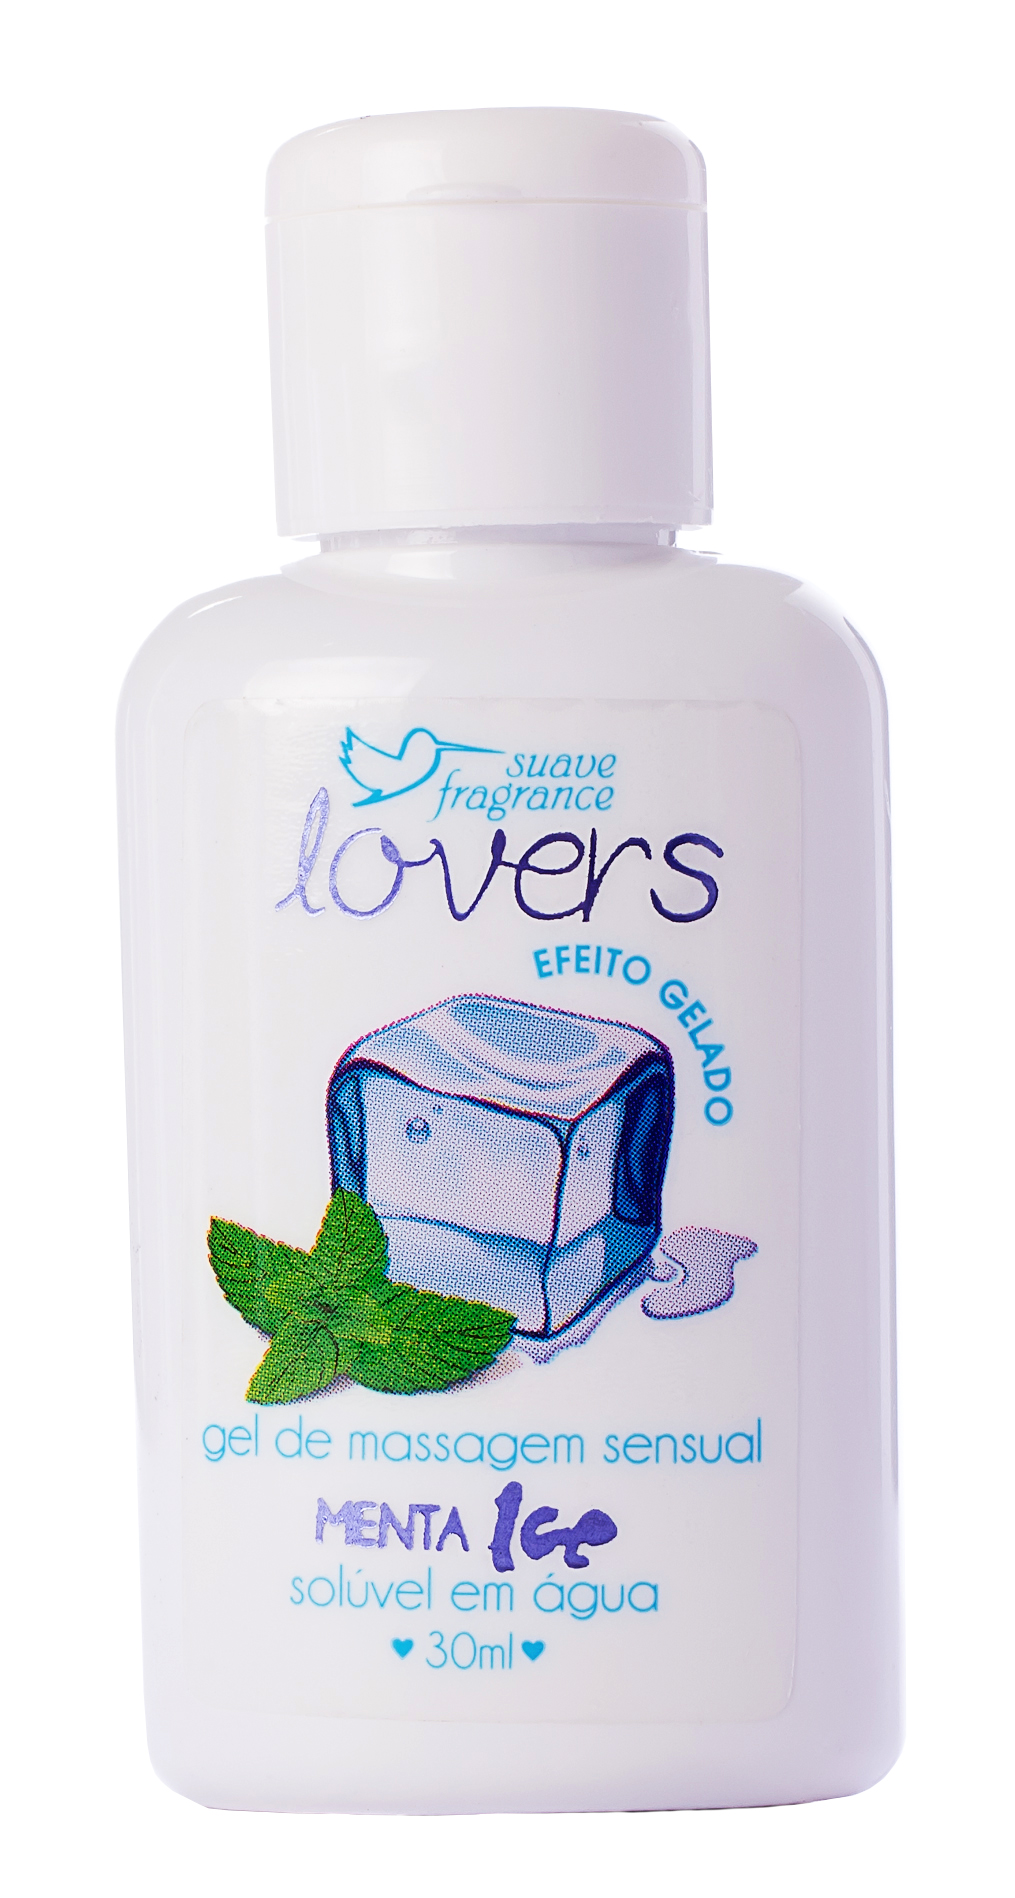 suave
fragrance
lovers
EFEITO GELADO
gel de massagem sensual
MENTA Ice
solúvel em água
♥ 30ml ♥